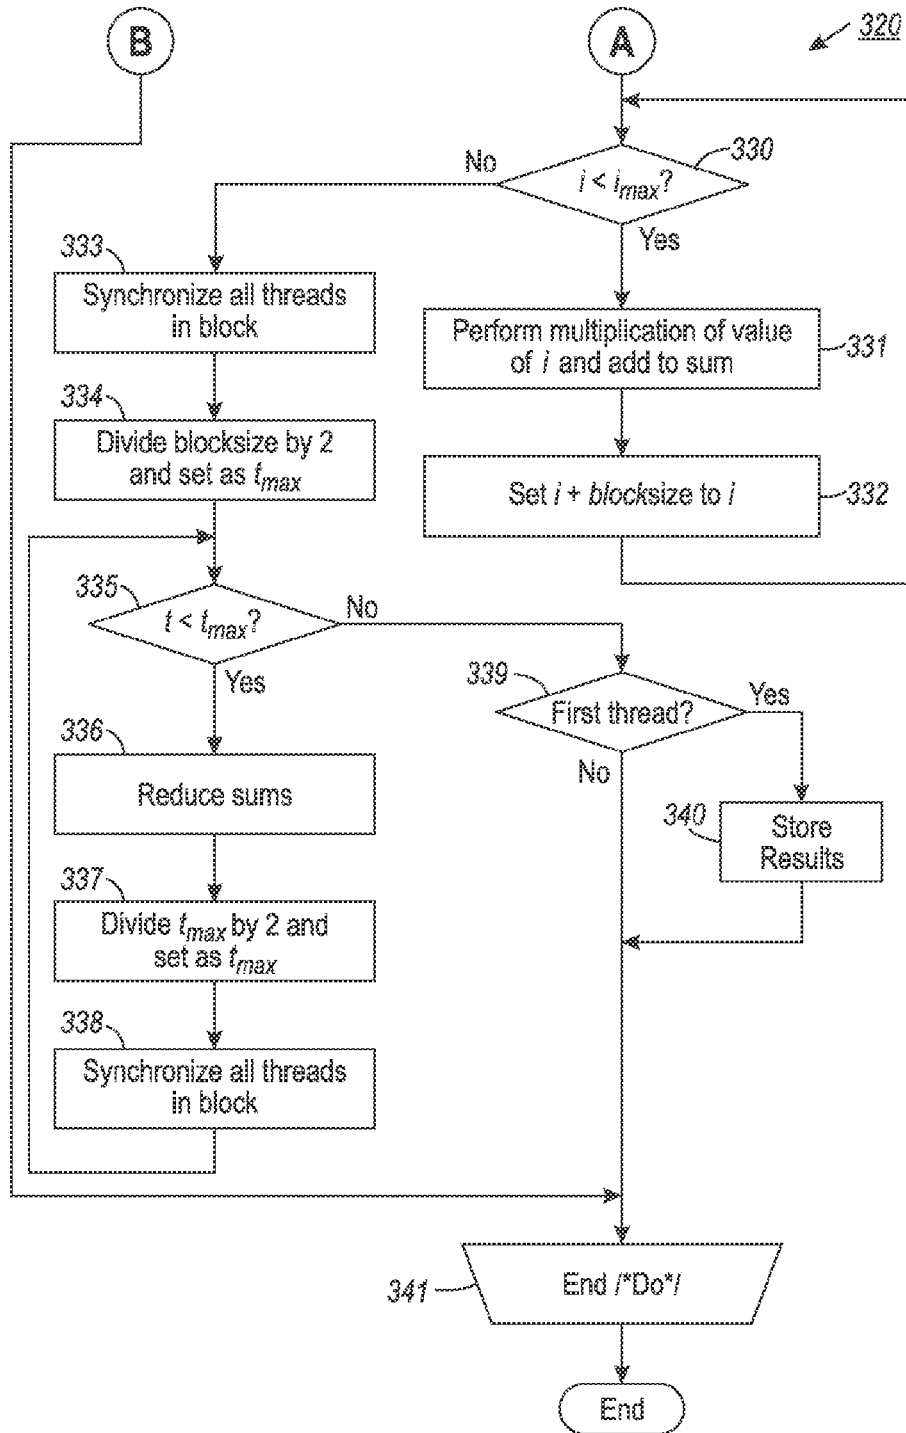 B
A
320
330
No
i < imax?
Yes
333
Synchronize all threads
in block
Perform multiplication of value
of i and add to sum
331
334
Divide blocksize by 2
and set as tmax
Set i + blocksize to i
332
335
t < tmax?
No
Yes
339
First thread?
Yes
No
336
Reduce sums
340
Store
Results
337
Divide tmax by 2 and
set as tmax
338
Synchronize all threads
in block
341
End /*Do*/
End